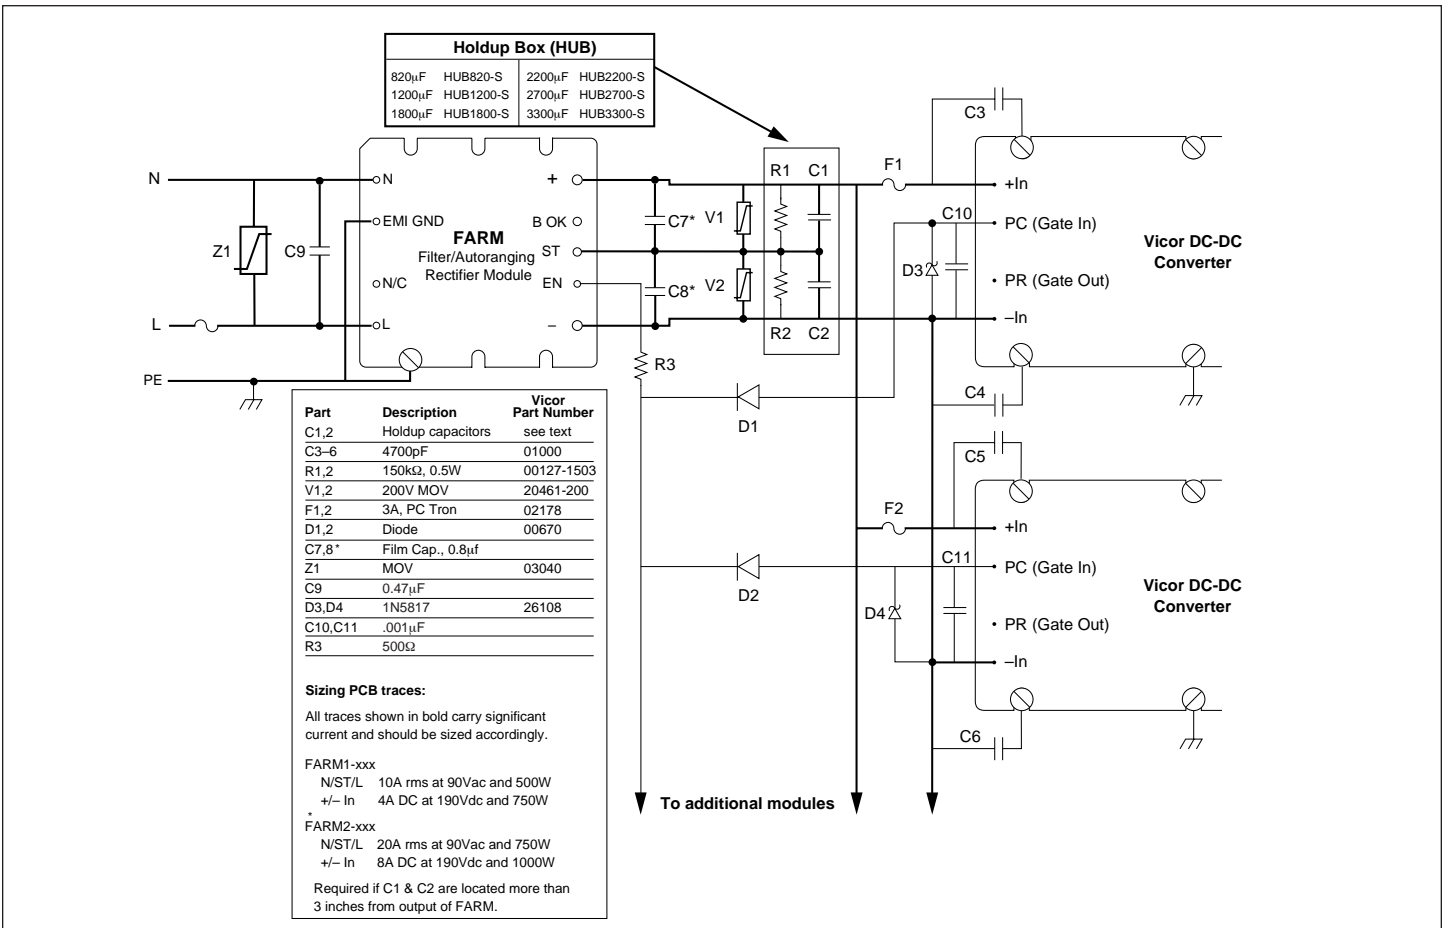 Holdup Box (HUB)
820µF HUB820-S 2200µF HUB2200-S
1200µF HUB1200-S 2700µF HUB2700-S
1800µF HUB1800-S 3300µF HUB3300-S
N
Z1
C9
L
PE
N
EMI GND
N/C
L
FARM
Filter/Autoranging
Rectifier Module
+
B OK
ST
EN
–
C7*
C8*
V1
V2
R1
C1
R2
C2
R3
D1
D2
F1
C3
C10
D3
C4
+In
PC (Gate In)
PR (Gate Out)
–In
Vicor DC-DC
Converter
C5
F2
C11
D4
C6
+In
PC (Gate In)
PR (Gate Out)
–In
Vicor DC-DC
Converter
To additional modules
Part Description Vicor Part Number
C1,2 Holdup capacitors see text
C3–6 4700pF 01000
R1,2 150kΩ, 0.5W 00127-1503
V1,2 200V MOV 20461-200
F1,2 3A, PC Tron 02178
D1,2 Diode 00670
C7,8* Film Cap., 0.8µf
Z1 MOV 03040
C9 0.47µF
D3,D4 1N5817 26108
C10,C11 .001µF
R3 500Ω
Sizing PCB traces:
All traces shown in bold carry significant
current and should be sized accordingly.
FARM1-xxx
N/ST/L 10A rms at 90Vac and 500W
+/– In 4A DC at 190Vdc and 750W
*
FARM2-xxx
N/ST/L 20A rms at 90Vac and 750W
+/– In 8A DC at 190Vdc and 1000W
Required if C1 & C2 are located more than
3 inches from output of FARM.